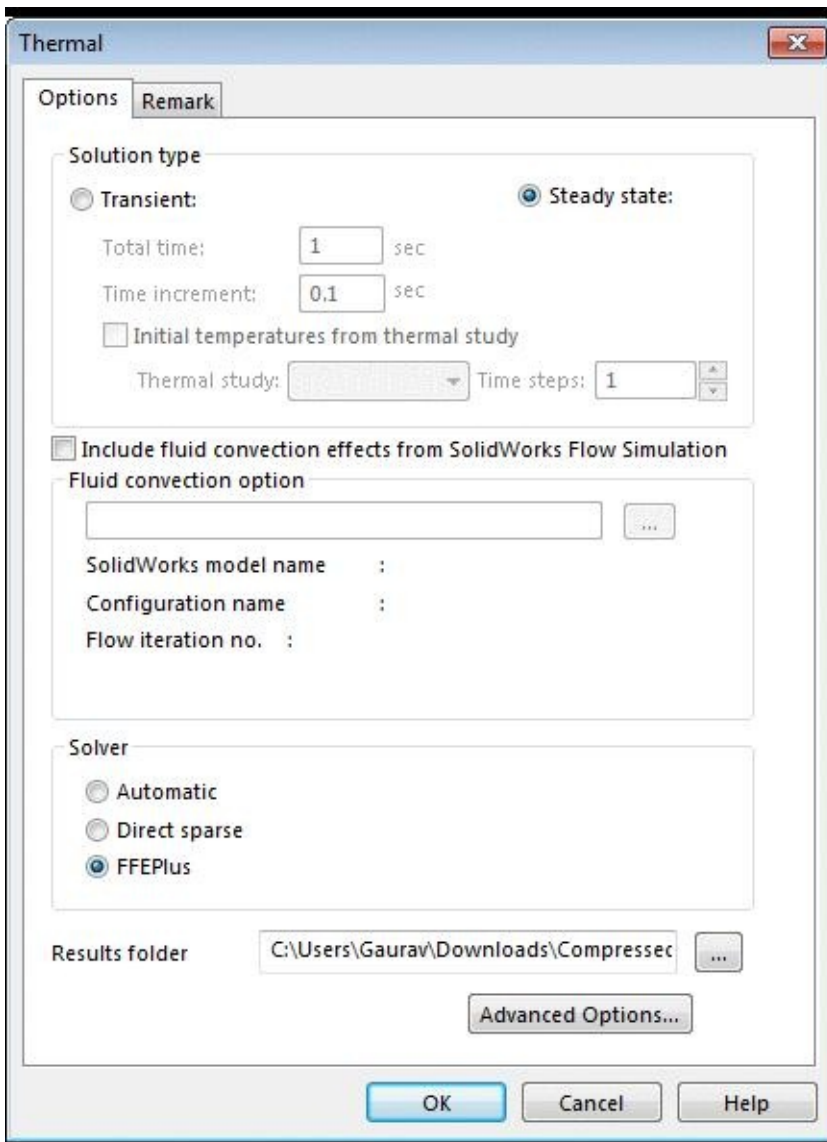 Thermal
Options Remark
Solution type
Transient: Steady state:
Total time: 1 sec
Time increment: 0.1 sec
Initial temperatures from thermal study
Thermal study: Time steps: 1
Include fluid convection effects from SolidWorks Flow Simulation
Fluid convection option
...
SolidWorks model name :
Configuration name :
Flow iteration no. :
Solver
Automatic
Direct sparse
FFEPlus
Results folder C:\Users\Gaurav\Downloads\Compressec ...
Advanced Options...
OK Cancel Help